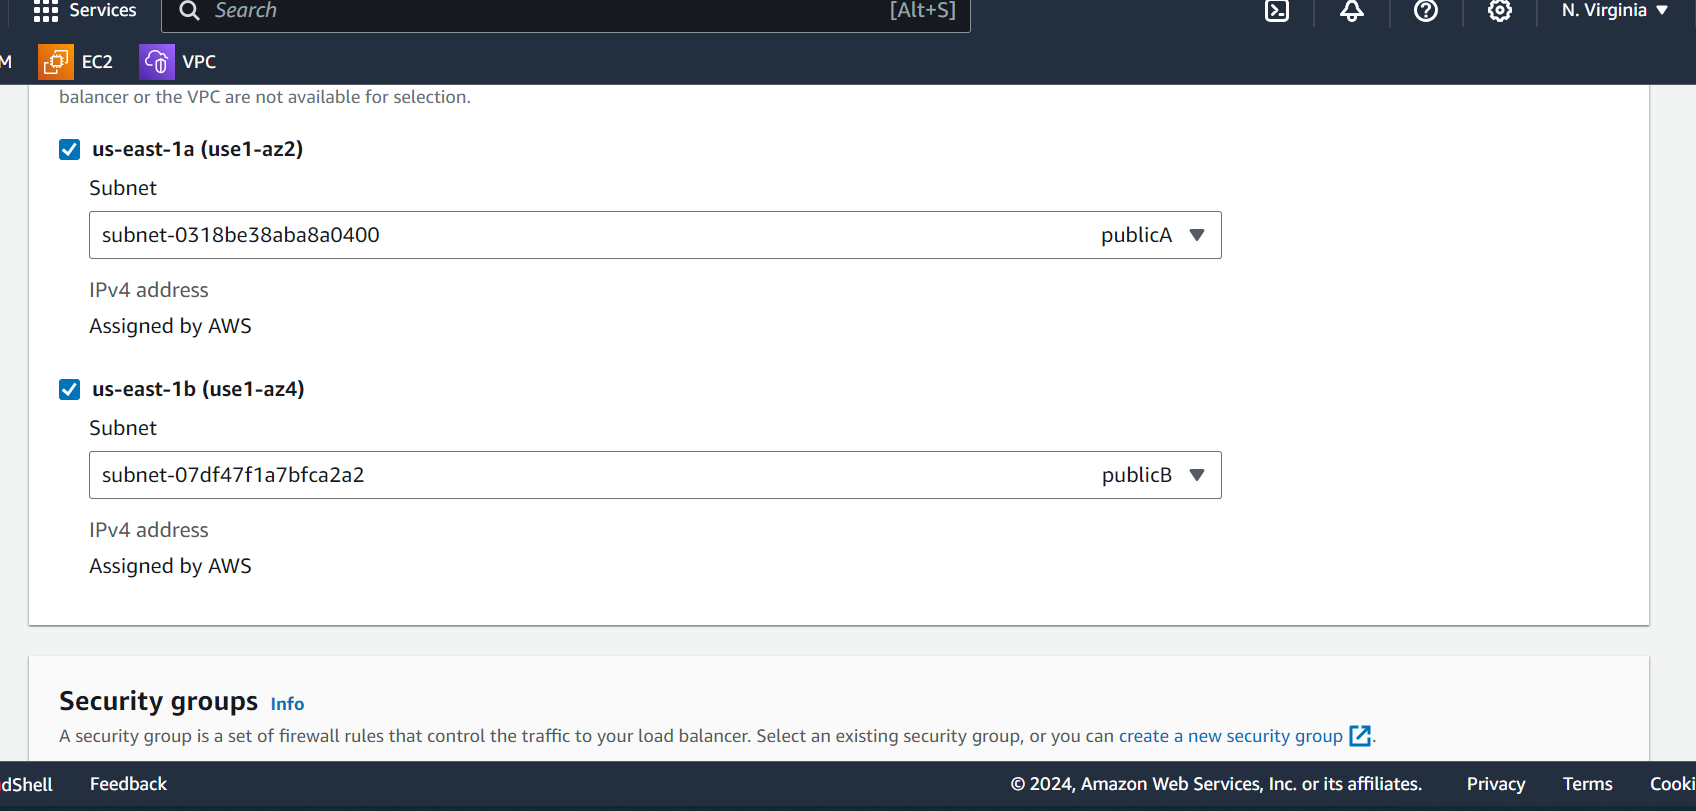 Services
Search
[Alt+S]
N. Virginia
M
EC2
VPC
balancer or the VPC are not available for selection.
us-east-1a (use1-az2)
Subnet
subnet-0318be38aba8a0400
publicA
IPv4 address
Assigned by AWS
us-east-1b (use1-az4)
Subnet
subnet-07df47f1a7bfca2a2
publicB
IPv4 address
Assigned by AWS
Security groups Info
A security group is a set of firewall rules that control the traffic to your load balancer. Select an existing security group, or you can create a new security group.
dShell
Feedback
© 2024, Amazon Web Services, Inc. or its affiliates.
Privacy
Terms
Cooki